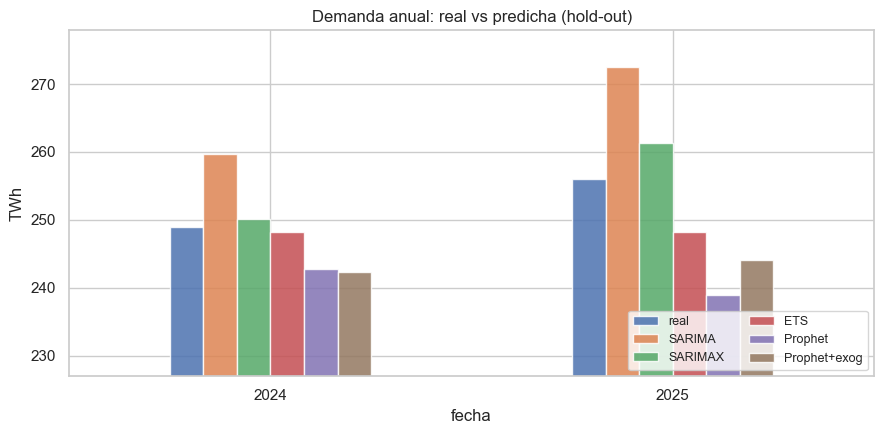 Demanda anual: real vs predicha (hold-out)
TWh
270
260
250
240
230
2024
2025
fecha
real
SARIMA
SARIMAX
ETS
Prophet
Prophet+exog